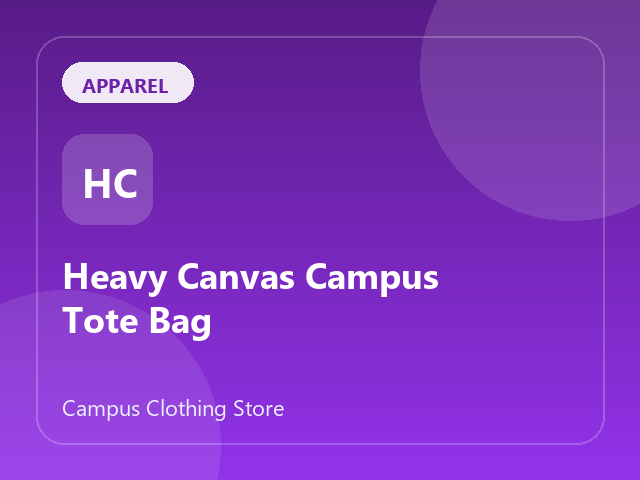 APPAREL
HC
Heavy Canvas Campus
Tote Bag
Campus Clothing Store